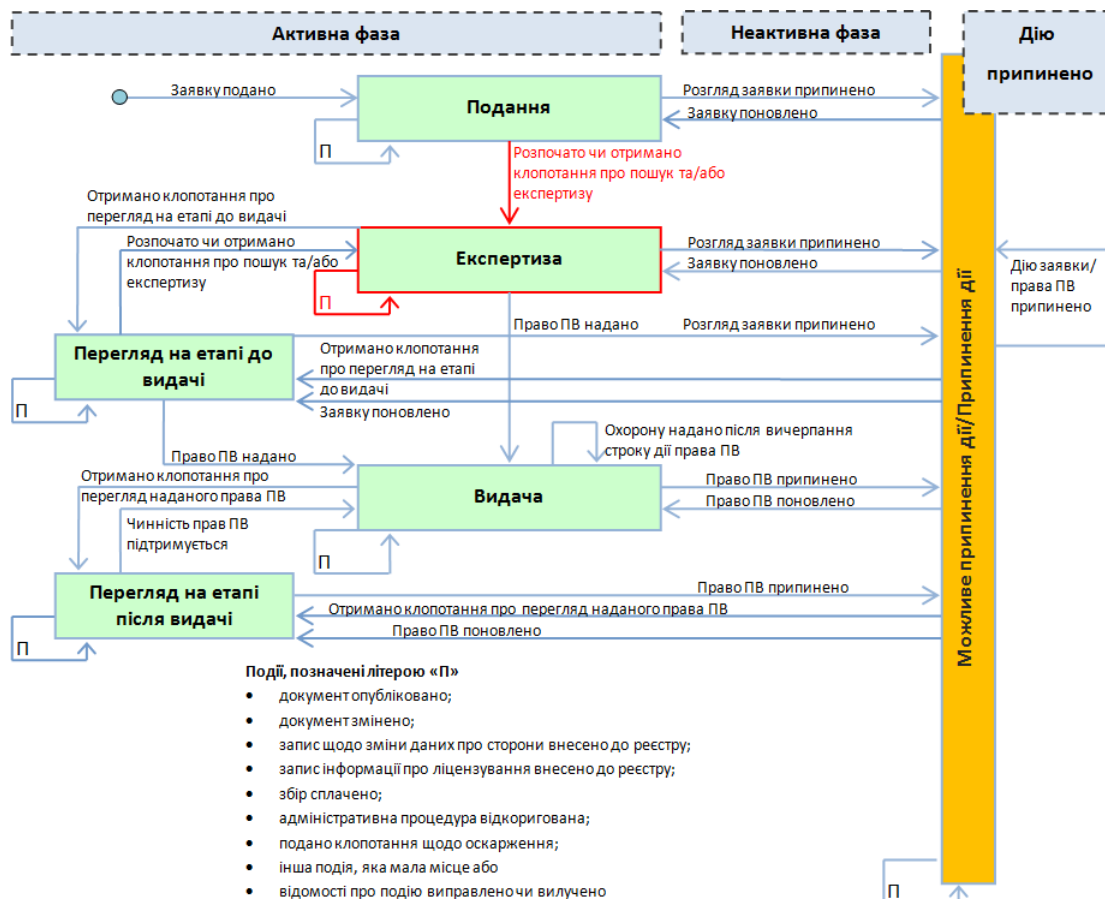 Активна фаза
Неактивна фаза
Дію
припинено
Заявку подано
Подання
Розгляд заявки припинено
Заявку поновлено
П
Розпочато чи отримано
клопотання про пошук та/або
експертизу
Отримано клопотання про
перегляд на етапі до видачі
Розпочато чи отримано
клопотання про пошук та/або
експертизу
Експертиза
Розгляд заявки припинено
Заявку поновлено
П
Дію заявки/
права ПВ
припинено
Право ПВ надано
Розгляд заявки припинено
Перегляд на етапі до
видачі
Отримано клопотання
про перегляд на етапі
до видачі
Заявку поновлено
П
Охорону надано після вичерпання
строку дії права ПВ
Право ПВ надано
Отримано клопотання про
перегляд наданого права ПВ
Видача
Право ПВ припинено
Право ПВ поновлено
Чинність прав ПВ
підтримується
П
Перегляд на етапі
після видачі
Право ПВ припинено
Отримано клопотання про перегляд наданого права ПВ
Право ПВ поновлено
П
Можливе припинення дії/Припинення дії
Події, позначені літерою «П»
• документ опубліковано;
• документ змінено;
• запис щодо зміни даних про сторони внесено до реєстру;
• запис інформації про ліцензування внесено до реєстру;
• збір сплачено;
• адміністративна процедура відкоригована;
• подано клопотання щодо оскарження;
• інша подія, яка мала місце або
• відомості про подію виправлено чи вилучено
П